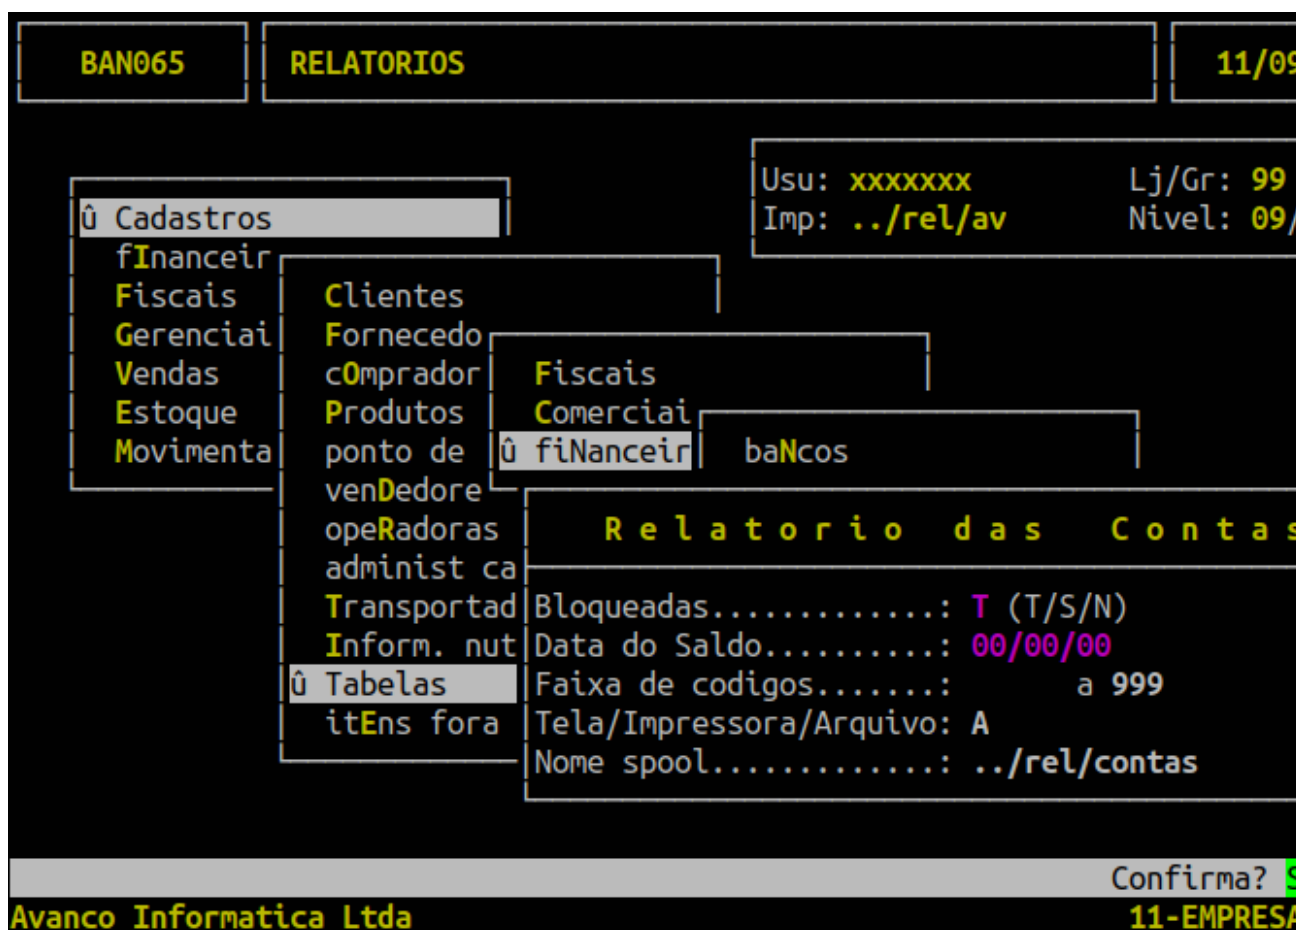 BAN065 RELATORIOS 11/09
Usu: xxxxxxx Lj/Gr: 99
û Cadastros Imp: ../rel/av Nivel: 09/
fInanceir
Fiscais Clientes
Gerenciai Fornecedo
Vendas cOmprador Fiscais
Estoque Produtos Comerciai
Movimenta ponto de û fiNanceir baNcos
venDedore
opeRadoras Relatorio das Contas
administ ca
Transportad Bloqueadas.............: T (T/S/N)
Inform. nut Data do Saldo..........: 00/00/00
û Tabelas Faixa de codigos.......: a 999
itEns fora Tela/Impressora/Arquivo: A
Nome spool.............: ../rel/contas
Confirma? S
Avanco Informatica Ltda 11-EMPRESA